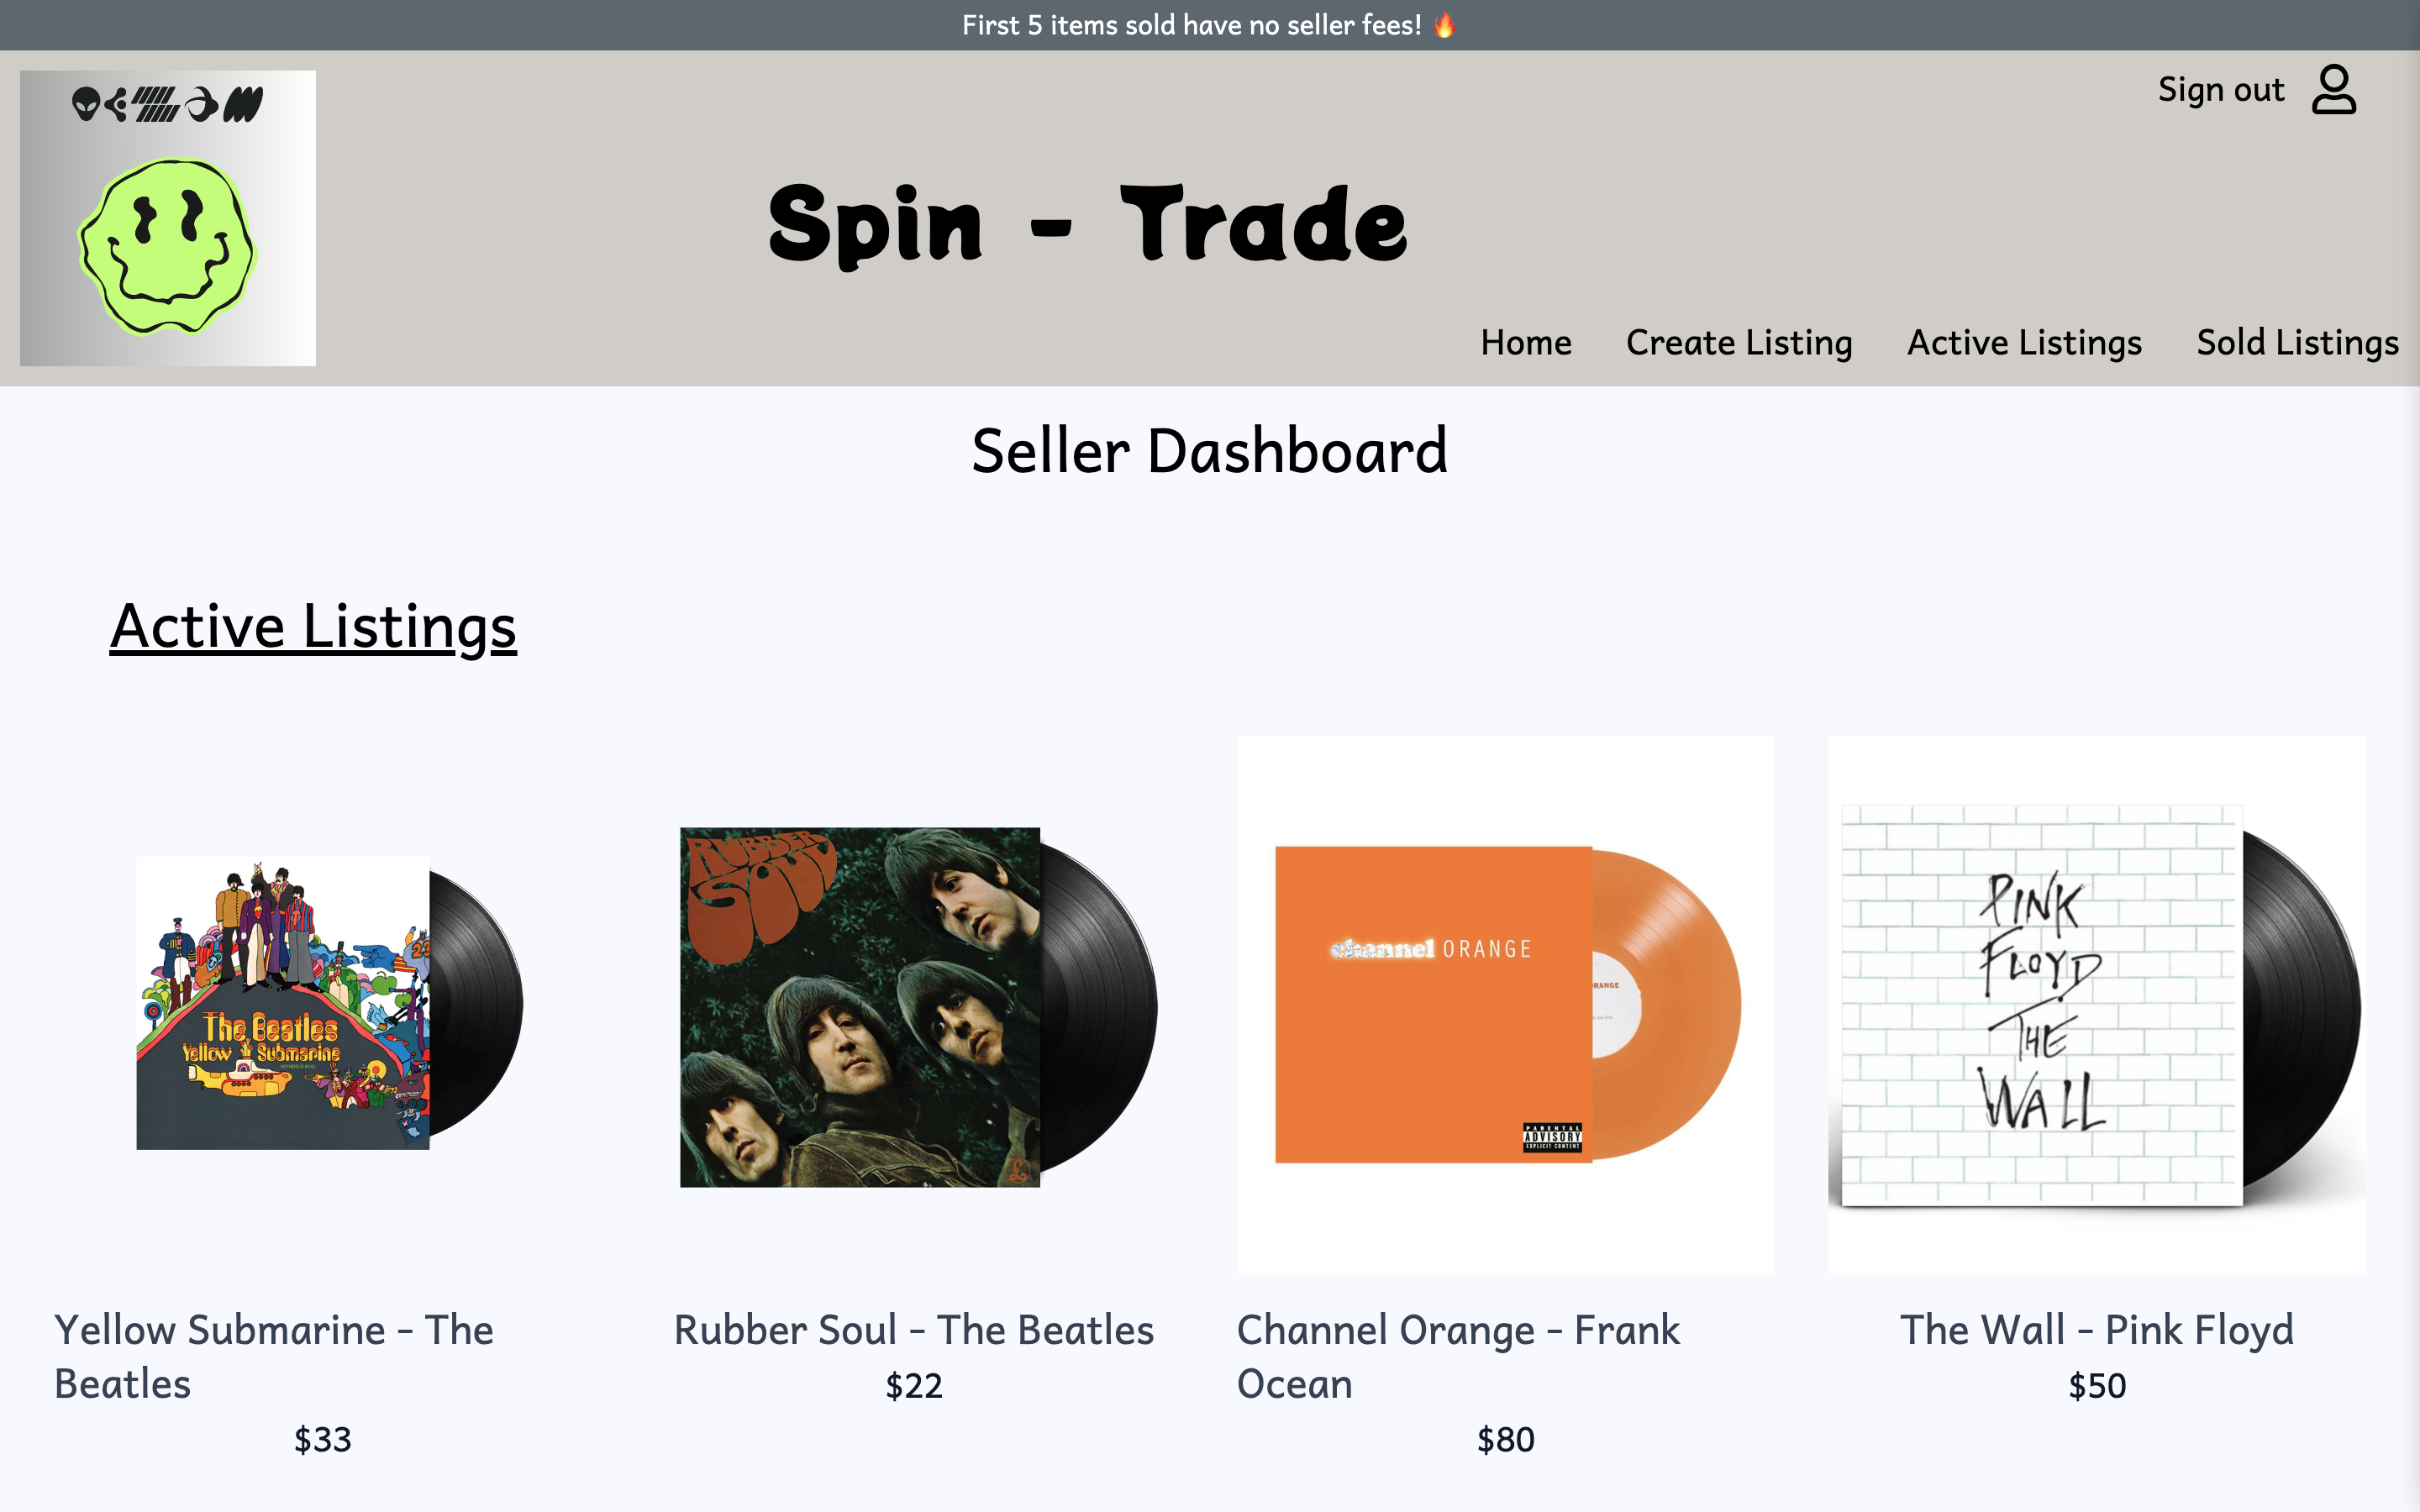 First 5 items sold have no seller fees! 🔥
Sign out
Spin - Trade
Home Create Listing Active Listings Sold Listings
Seller Dashboard
Active Listings
The Beatles
Yellow Submarine
RUBBER
SOUL
channel ORANGE
ORANGE
PARENTAL
ADVISORY
EXPLICIT CONTENT
PINK
FLOYD
THE
WALL
Yellow Submarine - The
Beatles
$33
Rubber Soul - The Beatles
$22
Channel Orange - Frank
Ocean
$80
The Wall - Pink Floyd
$50